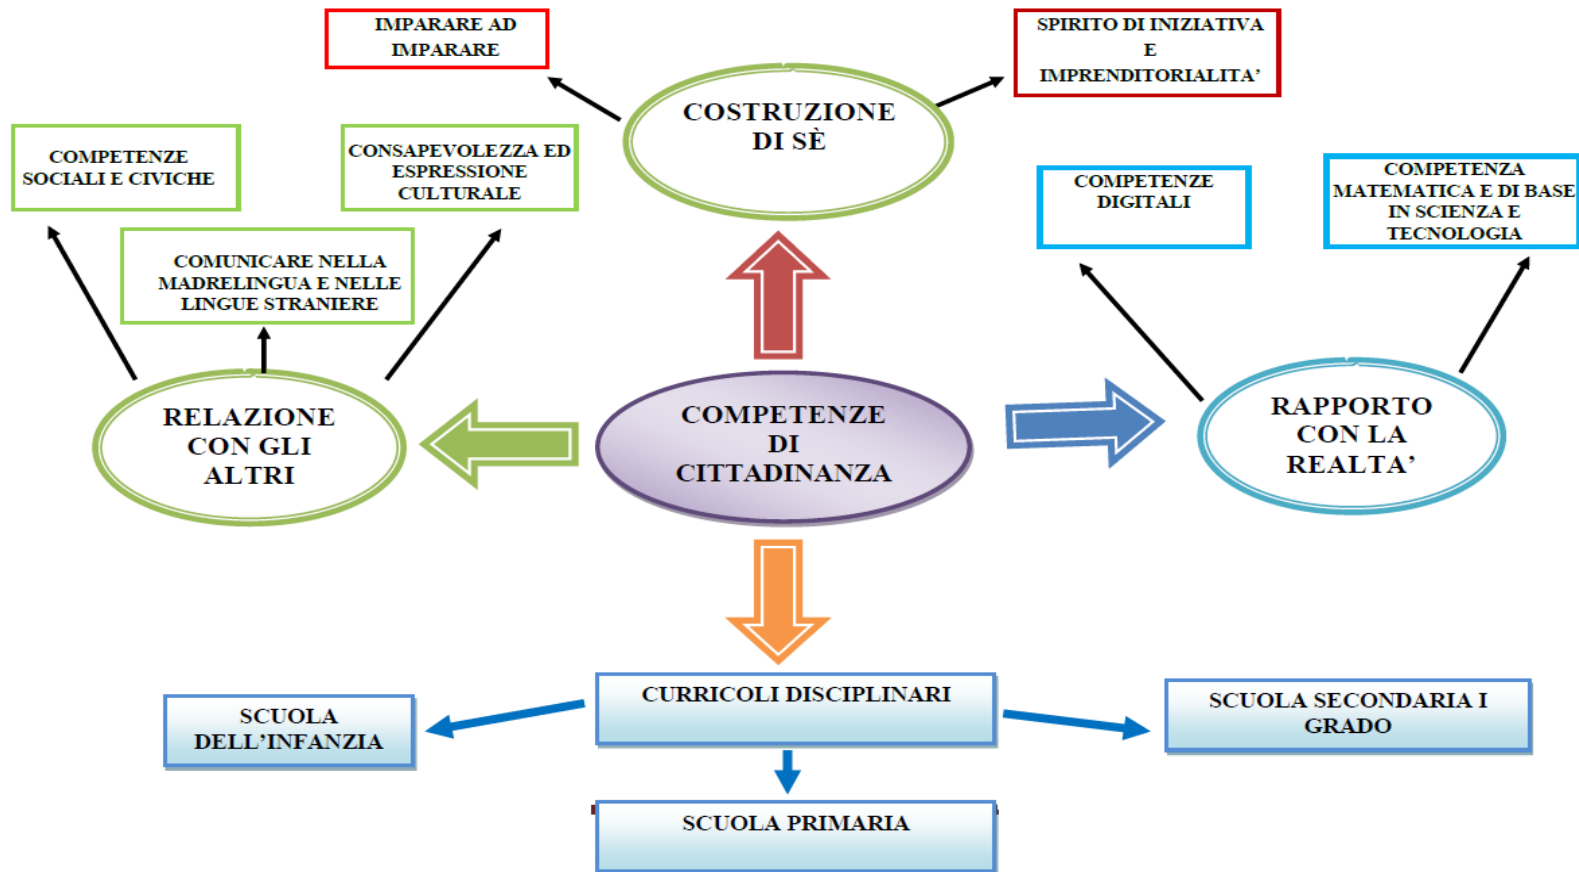 IMPARARE AD
IMPARARE
SPIRITO DI INIZIATIVA
E
IMPRENDITORIALITA’
COSTRUZIONE
DI SÈ
COMPETENZE
SOCIALI E CIVICHE
CONSAPEVOLEZZA ED
ESPRESSIONE
CULTURALE
COMPETENZE
DIGITALI
COMPETENZA
MATEMATICA E DI BASE
IN SCIENZA E
TECNOLOGIA
COMUNICARE NELLA
MADRELINGUA E NELLE
LINGUE STRANIERE
RELAZIONE
CON GLI
ALTRI
COMPETENZE
DI
CITTADINANZA
RAPPORTO
CON LA
REALTA’
CURRICOLI DISCIPLINARI
SCUOLA
DELL’INFANZIA
SCUOLA SECONDARIA I
GRADO
SCUOLA PRIMARIA